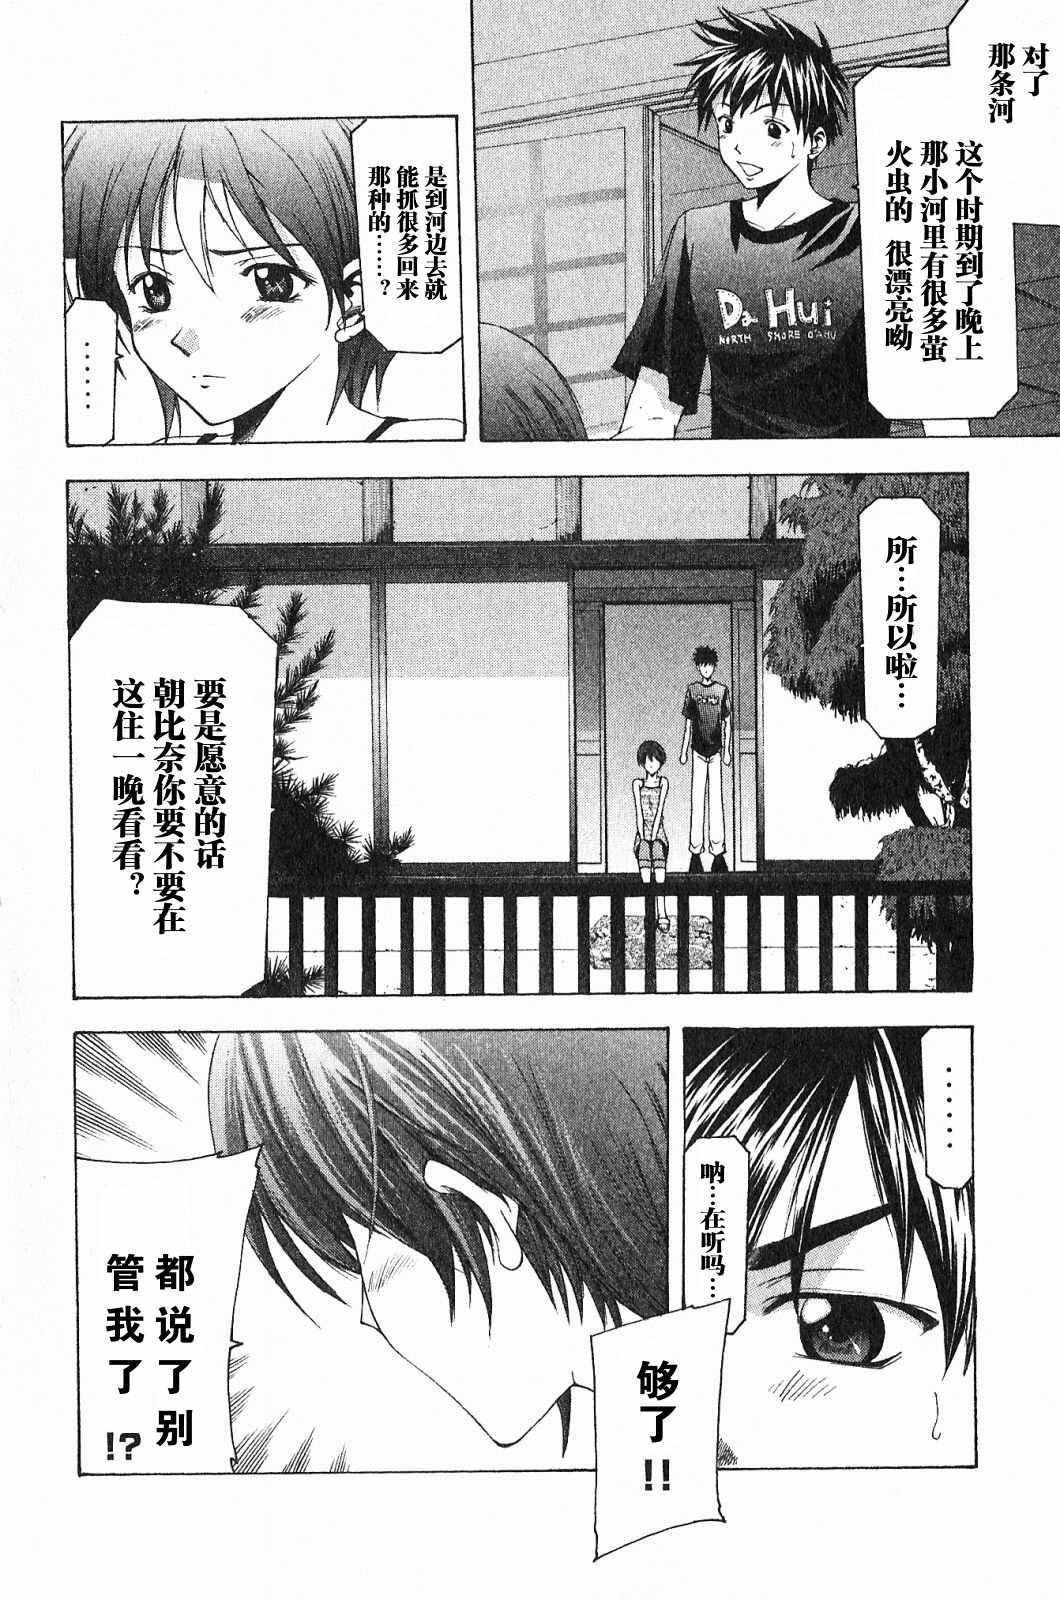 对了
那条河
这个时期到了晚上
那小河里有很多萤
火虫的 很漂亮呦
Da Hui
NORTH SHORE O'AHU
是到河边去就
能抓很多回来
那种的……?
……
所…所以啦…
要是愿意的话
朝比奈你要不要在
这住一晚看看?
……
呐…在听吗…
够了!!
都说了别
管我了!?